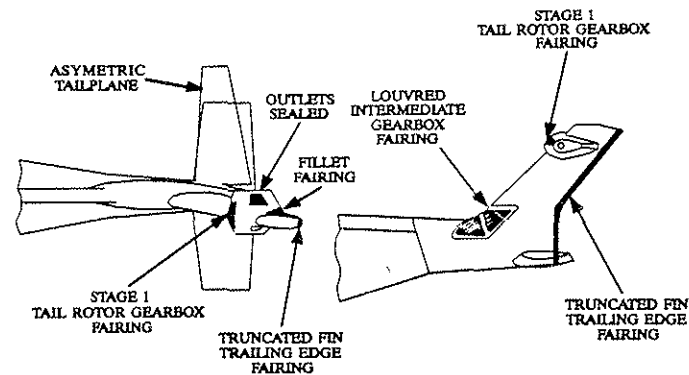 STAGE 1
TAIL ROTOR GEARBOX
FAIRING
ASYMETRIC
TAILPLANE
OUTLETS
SEALED
LOUVRED
INTERMEDIATE
GEARBOX
FAIRING
FILLET
FAIRING
STAGE 1
TAIL ROTOR GEARBOX
FAIRING
TRUNCATED FIN
TRAILING EDGE
FAIRING
TRUNCATED FIN
TRAILING EDGE
FAIRING